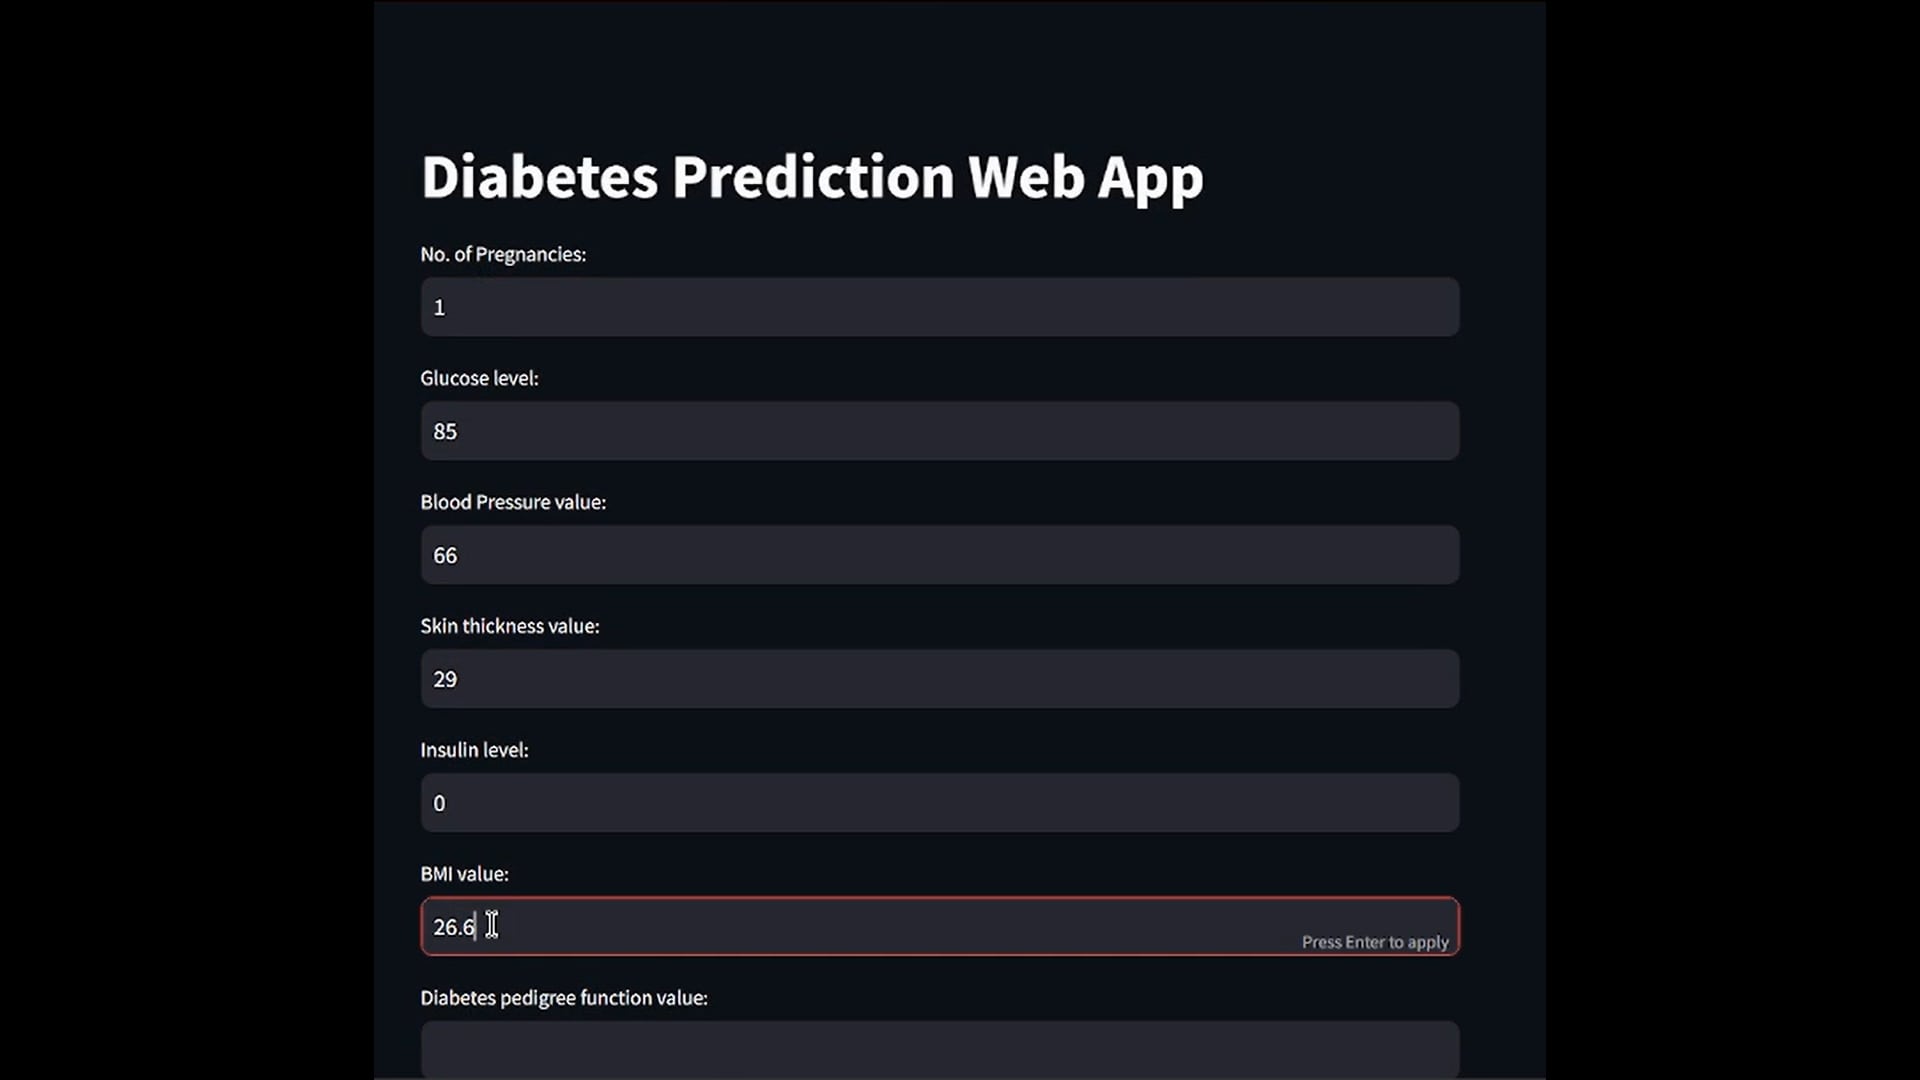 Diabetes Prediction Web App
No. of Pregnancies:
1
Glucose level:
85
Blood Pressure value:
66
Skin thickness value:
29
Insulin level:
0
BMI value:
26.6
Press Enter to apply
Diabetes pedigree function value: